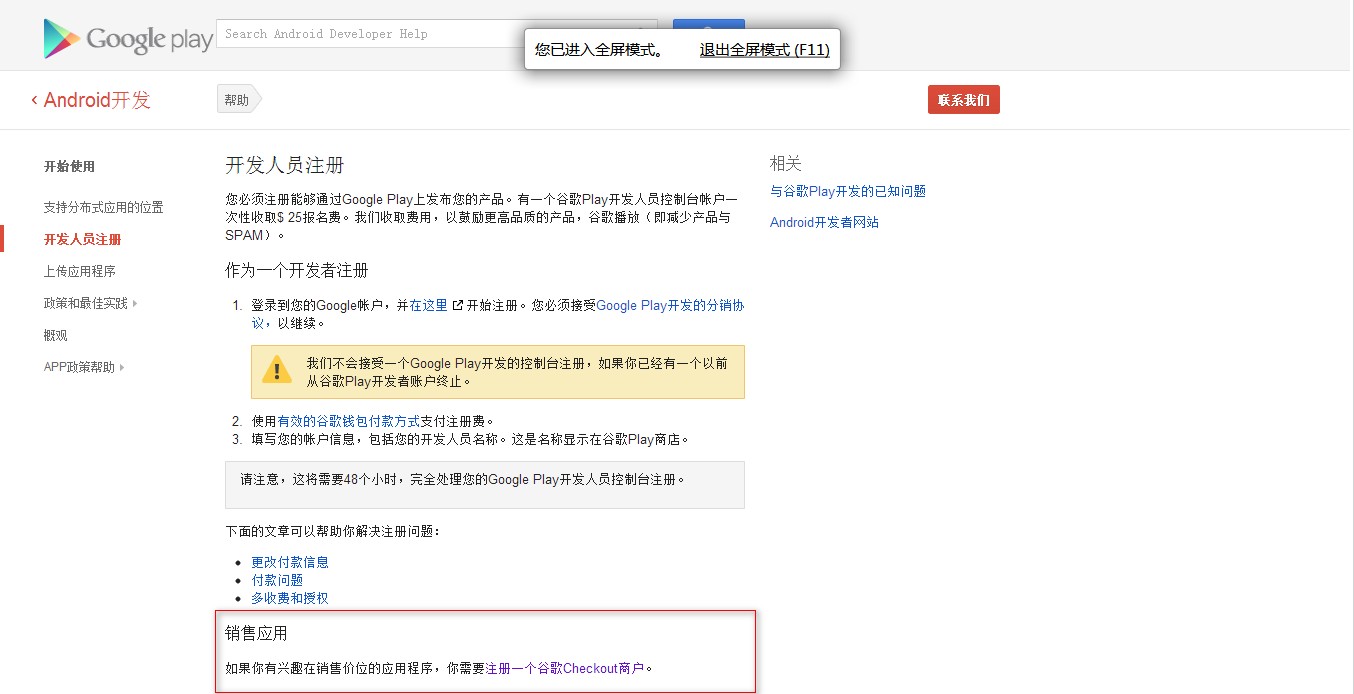 Google play
Search Android Developer Help
您已进入全屏模式。 退出全屏模式 (F11)
‹ Android开发
帮助
联系我们
开始使用
支持分布式应用的位置
开发人员注册
上传应用程序
政策和最佳实践
概观
APP政策帮助
开发人员注册
您必须注册能够通过Google Play上发布您的产品。有一个谷歌Play开发人员控制台帐户一
次性收取$ 25报名费。我们收取费用，以鼓励更高品质的产品，谷歌播放（即减少产品与
SPAM）。
作为一个开发者注册
1. 登录到您的Google帐户，并在这里 开始注册。您必须接受Google Play开发的分销协
议，以继续。
我们不会接受一个Google Play开发的控制台注册，如果你已经有一个以前
从谷歌Play开发者账户终止。
2. 使用有效的谷歌钱包付款方式支付注册费。
3. 填写您的帐户信息，包括您的开发人员名称。这是名称显示在谷歌Play商店。
请注意，这将需要48个小时，完全处理您的Google Play开发人员控制台注册。
下面的文章可以帮助你解决注册问题：
更改付款信息
付款问题
多收费和授权
销售应用
如果你有兴趣在销售价位的应用程序，你需要注册一个谷歌Checkout商户。
相关
与谷歌Play开发的已知问题
Android开发者网站